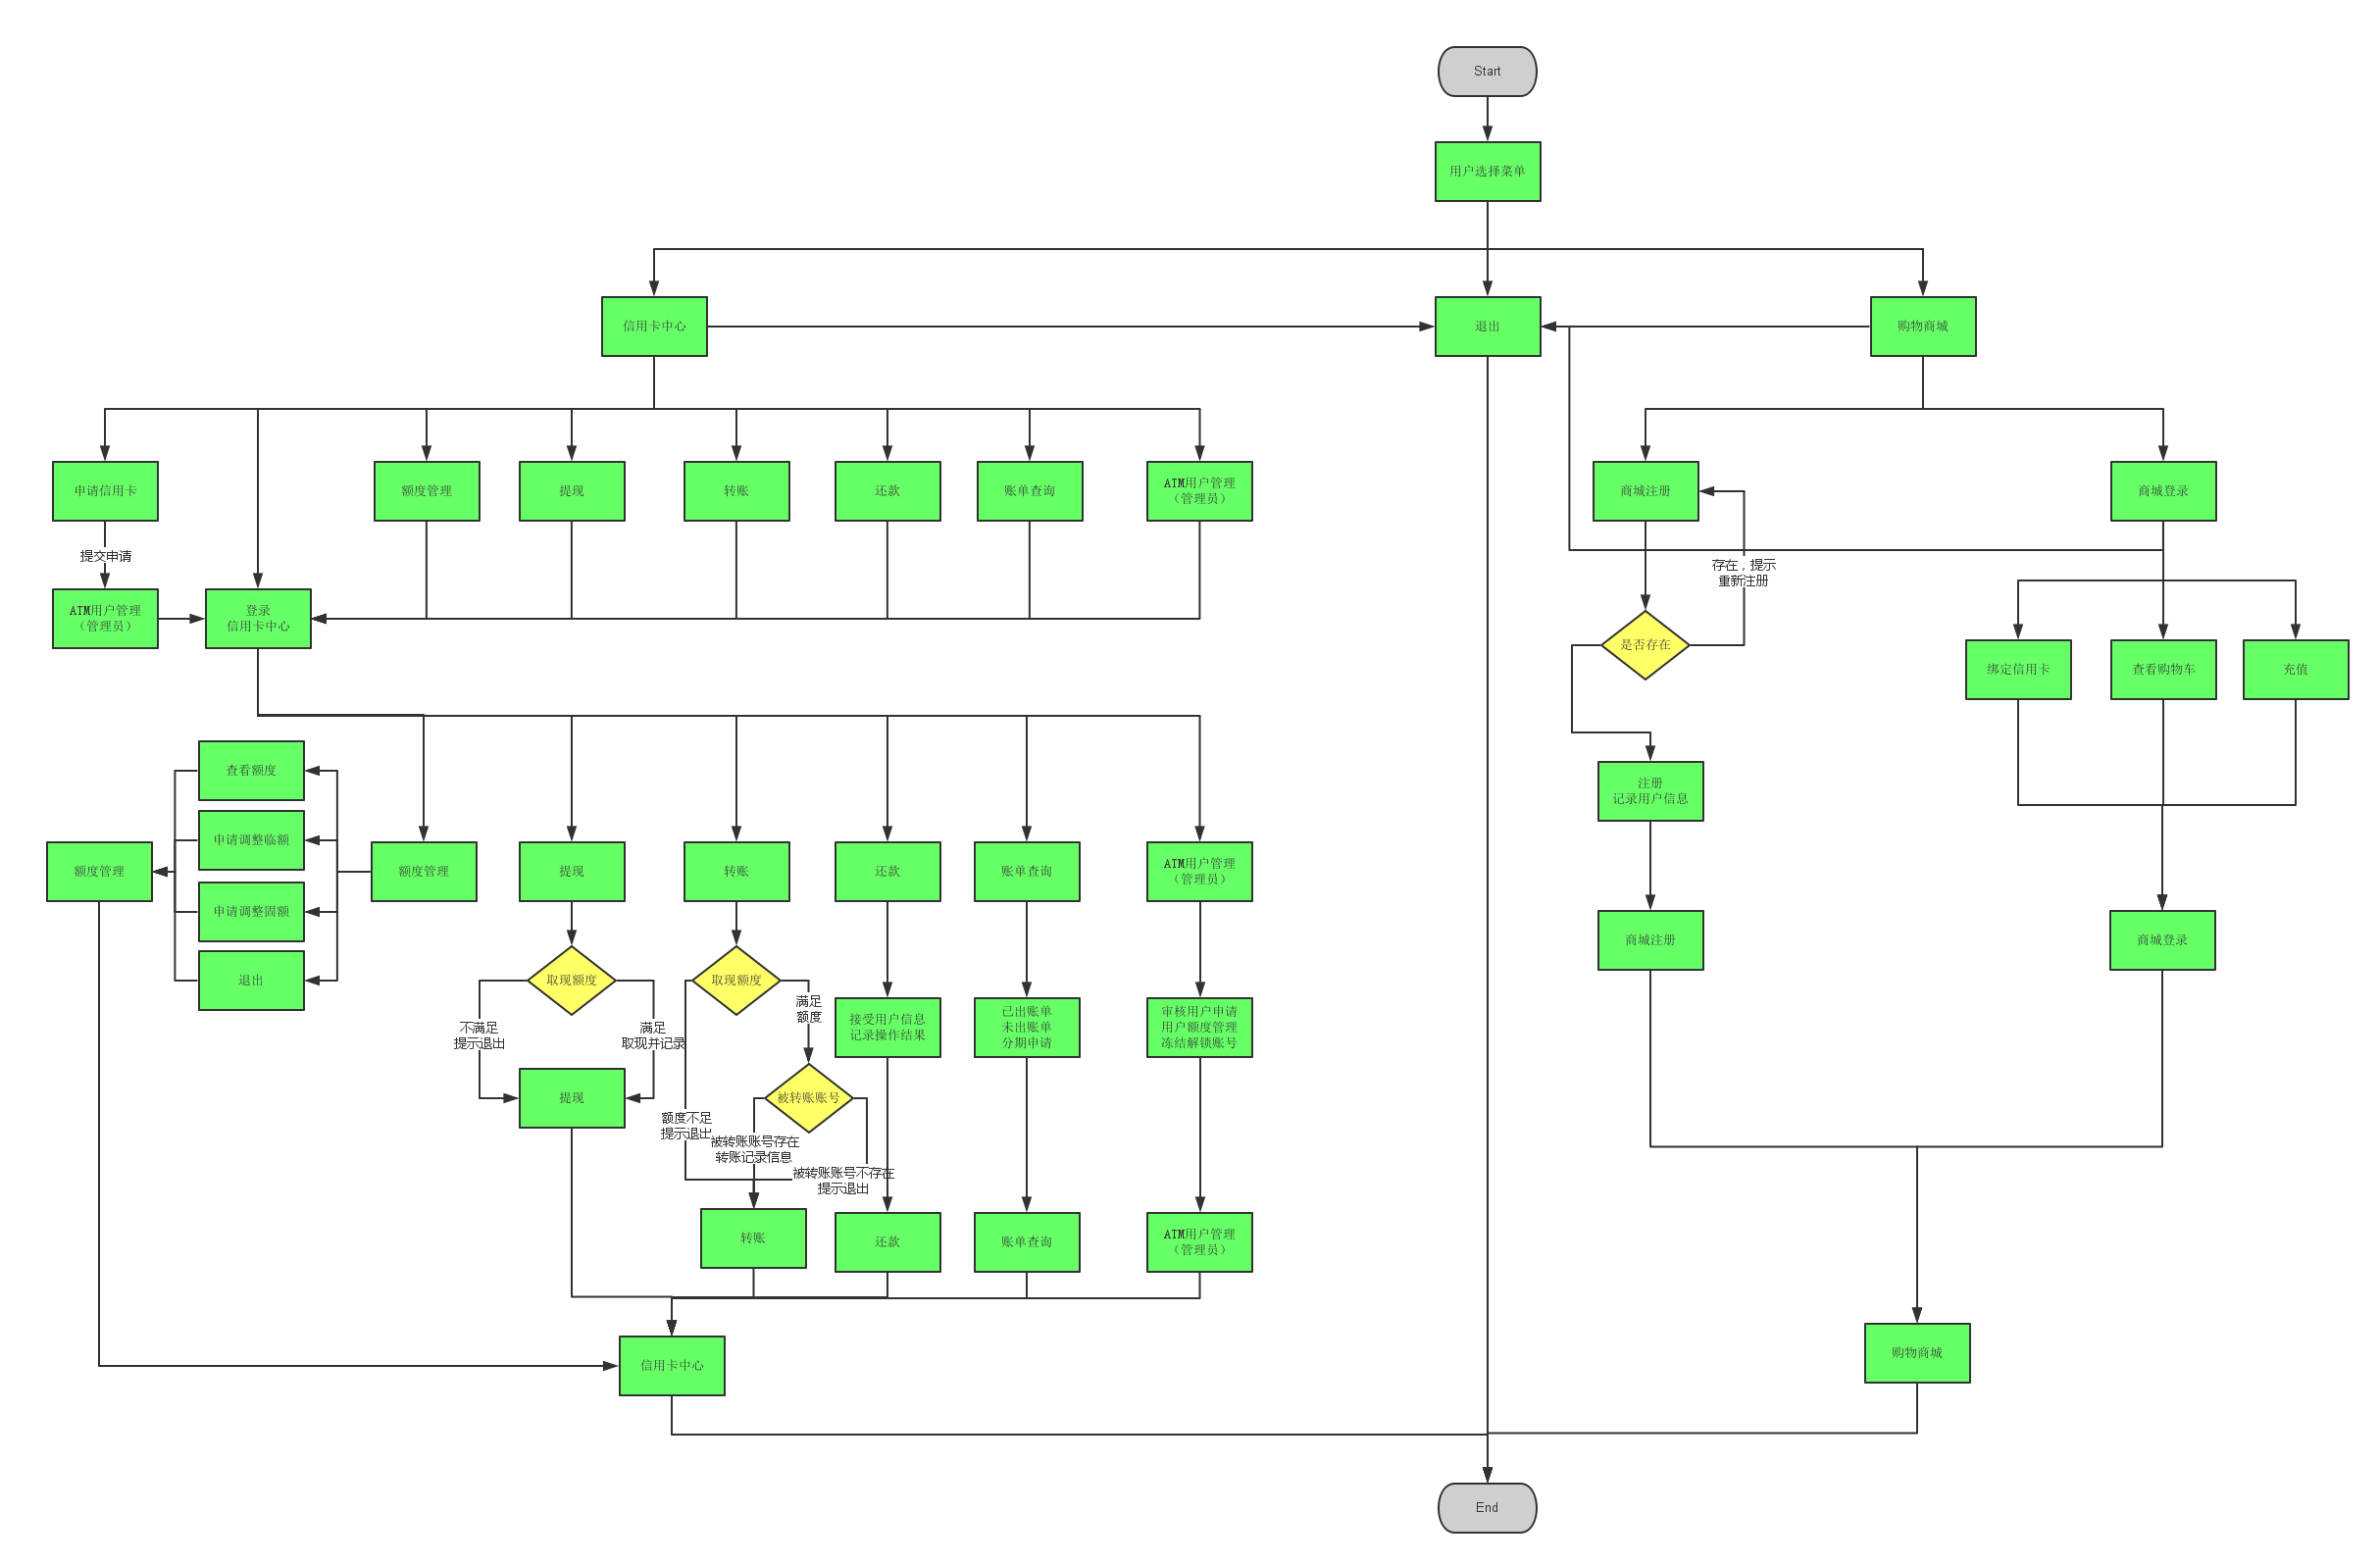 Start
用户选择菜单
信用卡中心
退出
购物商城
申请信用卡
额度管理
提现
转账
还款
账单查询
ATM用户管理
（管理员）
商城注册
商城登录
提交申请
存在，提示
重新注册
ATM用户管理
（管理员）
登录
信用卡中心
是否存在
绑定信用卡
查看购物车
充值
查看额度
申请调整临额
申请调整固额
退出
额度管理
额度管理
提现
转账
还款
账单查询
ATM用户管理
（管理员）
注册
记录用户信息
商城注册
商城登录
取现额度
取现额度
不满足
提示退出
满足
取现并记录
满足
额度
接受用户信息
记录操作结果
已出账单
未出账单
分期申请
审核用户申请
用户额度管理
冻结解锁账号
提现
被转账账号
额度不足
提示退出
被转账账号存在
转账记录信息
被转账账号不存在
提示退出
转账
还款
账单查询
ATM用户管理
（管理员）
信用卡中心
购物商城
End